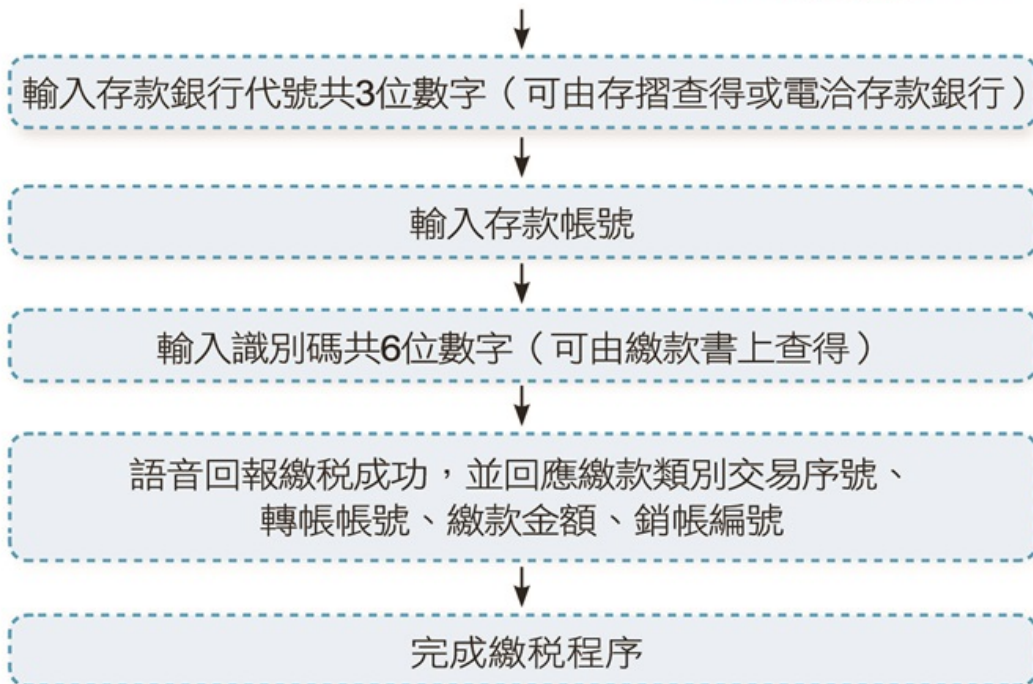 輸入存款銀行代號共3位數字（可由存摺查得或電洽存款銀行）
輸入存款帳號
輸入識別碼共6位數字（可由繳款書上查得）
語音回報繳稅成功，並回應繳款類別交易序號、
轉帳帳號、繳款金額、銷帳編號
完成繳稅程序